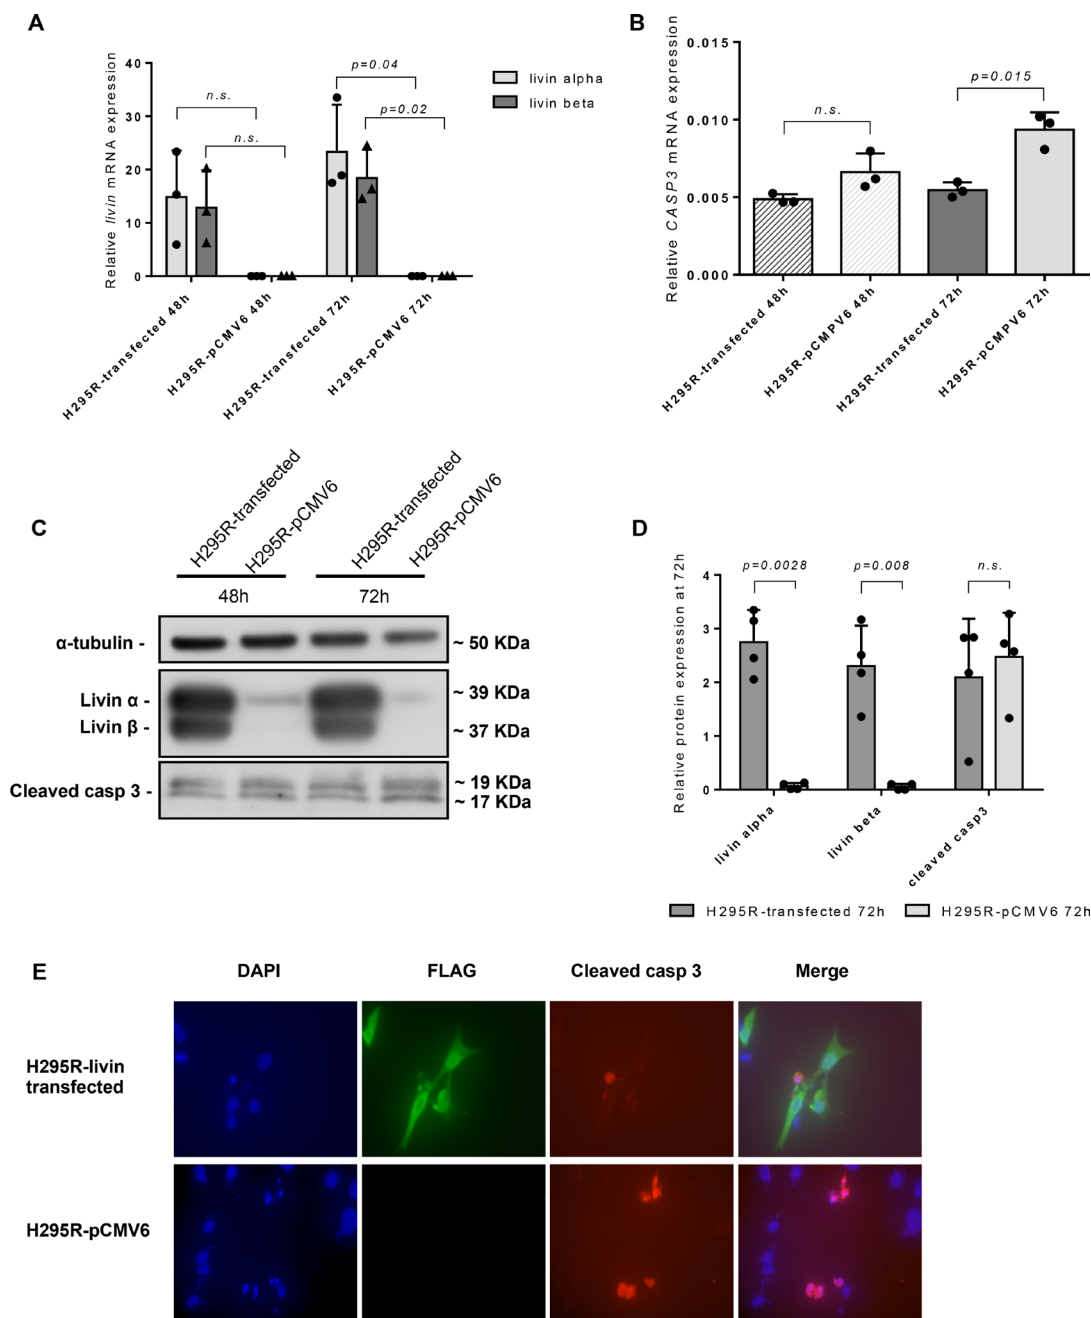 A
Relative livin mRNA expression
40
30
20
10
0
n.s.
n.s.
p=0.04
p=0.02
livin alpha
livin beta
H295R-transfected 48h
H295R-pCMV6 48h
H295R-transfected 72h
H295R-pCMV6 72h
B
Relative CASP3 mRNA expression
0.015
0.010
0.005
0.000
n.s.
p=0.015
H295R-transfected 48h
H295R-pCMPV6 48h
H295R-transfected 72h
H295R-pCMPV6 72h
C
H295R-transfected
H295R-pCMV6
H295R-transfected
H295R-pCMV6
48h
72h
α-tubulin -
~ 50 KDa
Livin α -
~ 39 KDa
Livin β -
~ 37 KDa
Cleaved casp 3 -
~ 19 KDa
~ 17 KDa
D
Relative protein expression at 72h
4
3
2
1
0
p=0.0028
p=0.008
n.s.
livin alpha
livin beta
cleaved casp3
H295R-transfected 72h
H295R-pCMV6 72h
E
DAPI
FLAG
Cleaved casp 3
Merge
H295R-livin
transfected
H295R-pCMV6